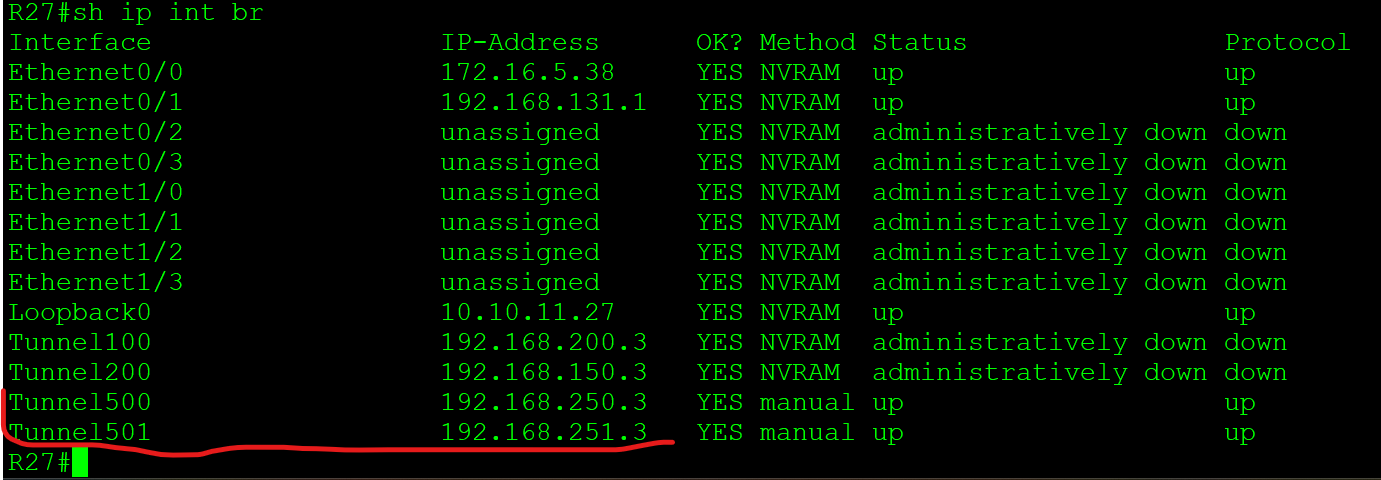 R27#sh ip int br
Interface                  IP-Address      OK? Method Status                Protocol
Ethernet0/0                172.16.5.38     YES NVRAM  up                    up
Ethernet0/1                192.168.131.1   YES NVRAM  up                    up
Ethernet0/2                unassigned      YES NVRAM  administratively down down
Ethernet0/3                unassigned      YES NVRAM  administratively down down
Ethernet1/0                unassigned      YES NVRAM  administratively down down
Ethernet1/1                unassigned      YES NVRAM  administratively down down
Ethernet1/2                unassigned      YES NVRAM  administratively down down
Ethernet1/3                unassigned      YES NVRAM  administratively down down
Loopback0                  10.10.11.27     YES NVRAM  up                    up
Tunnel100                  192.168.200.3   YES NVRAM  administratively down down
Tunnel200                  192.168.150.3   YES NVRAM  administratively down down
Tunnel500                  192.168.250.3   YES manual up                    up
Tunnel501                  192.168.251.3   YES manual up                    up
R27#